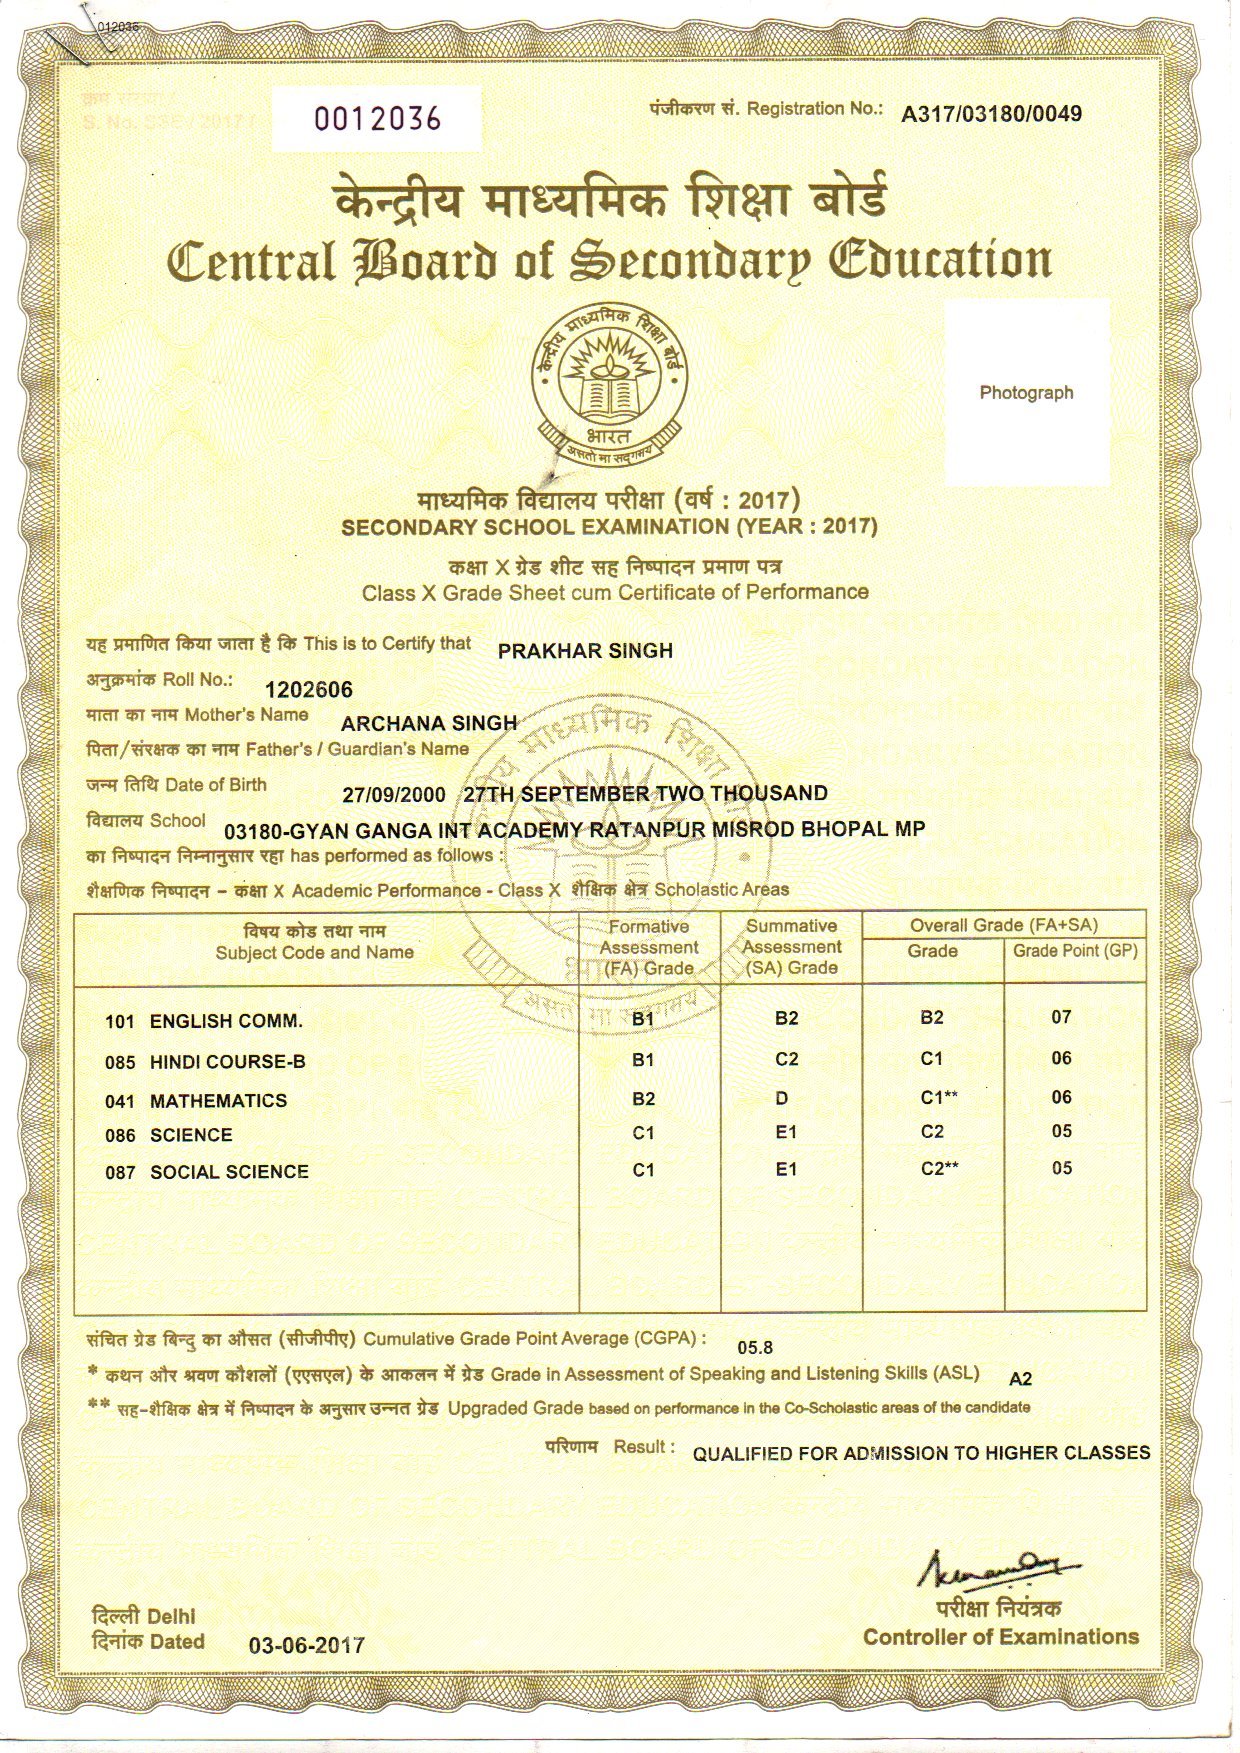 012036
क्रम संख्या /
S. No. SSE / 2017 /
0012036
पंजीकरण सं. Registration No.: A317/03180/0049
केन्द्रीय माध्यमिक शिक्षा बोर्ड
Central Board of Secondary Education
केन्द्रीय माध्यमिक शिक्षा बोर्ड
भारत
असतो मा सद्गमय
Photograph
माध्यमिक विद्यालय परीक्षा (वर्ष : 2017)
SECONDARY SCHOOL EXAMINATION (YEAR : 2017)
कक्षा X ग्रेड शीट सह निष्पादन प्रमाण पत्र
Class X Grade Sheet cum Certificate of Performance
यह प्रमाणित किया जाता है कि This is to Certify that PRAKHAR SINGH
अनुक्रमांक Roll No.: 1202606
माता का नाम Mother's Name ARCHANA SINGH
पिता/संरक्षक का नाम Father's / Guardian's Name
जन्म तिथि Date of Birth 27/09/2000 27TH SEPTEMBER TWO THOUSAND
विद्यालय School 03180-GYAN GANGA INT ACADEMY RATANPUR MISROD BHOPAL MP
का निष्पादन निम्नानुसार रहा has performed as follows :
शैक्षणिक निष्पादन – कक्षा X Academic Performance - Class X शैक्षिक क्षेत्र Scholastic Areas
विषय कोड तथा नाम
Subject Code and Name
Formative
Assessment
(FA) Grade
Summative
Assessment
(SA) Grade
Overall Grade (FA+SA)
Grade Grade Point (GP)
101 ENGLISH COMM. B1 B2 B2 07
085 HINDI COURSE-B B1 C2 C1 06
041 MATHEMATICS B2 D C1** 06
086 SCIENCE C1 E1 C2 05
087 SOCIAL SCIENCE C1 E1 C2** 05
संचित ग्रेड बिन्दु का औसत (सीजीपीए) Cumulative Grade Point Average (CGPA) : 05.8
* कथन और श्रवण कौशलों (एएसएल) के आकलन में ग्रेड Grade in Assessment of Speaking and Listening Skills (ASL) A2
** सह–शैक्षिक क्षेत्र में निष्पादन के अनुसार उन्नत ग्रेड Upgraded Grade based on performance in the Co-Scholastic areas of the candidate
परिणाम Result : QUALIFIED FOR ADMISSION TO HIGHER CLASSES
परीक्षा नियंत्रक
Controller of Examinations
दिल्ली Delhi
दिनांक Dated 03-06-2017